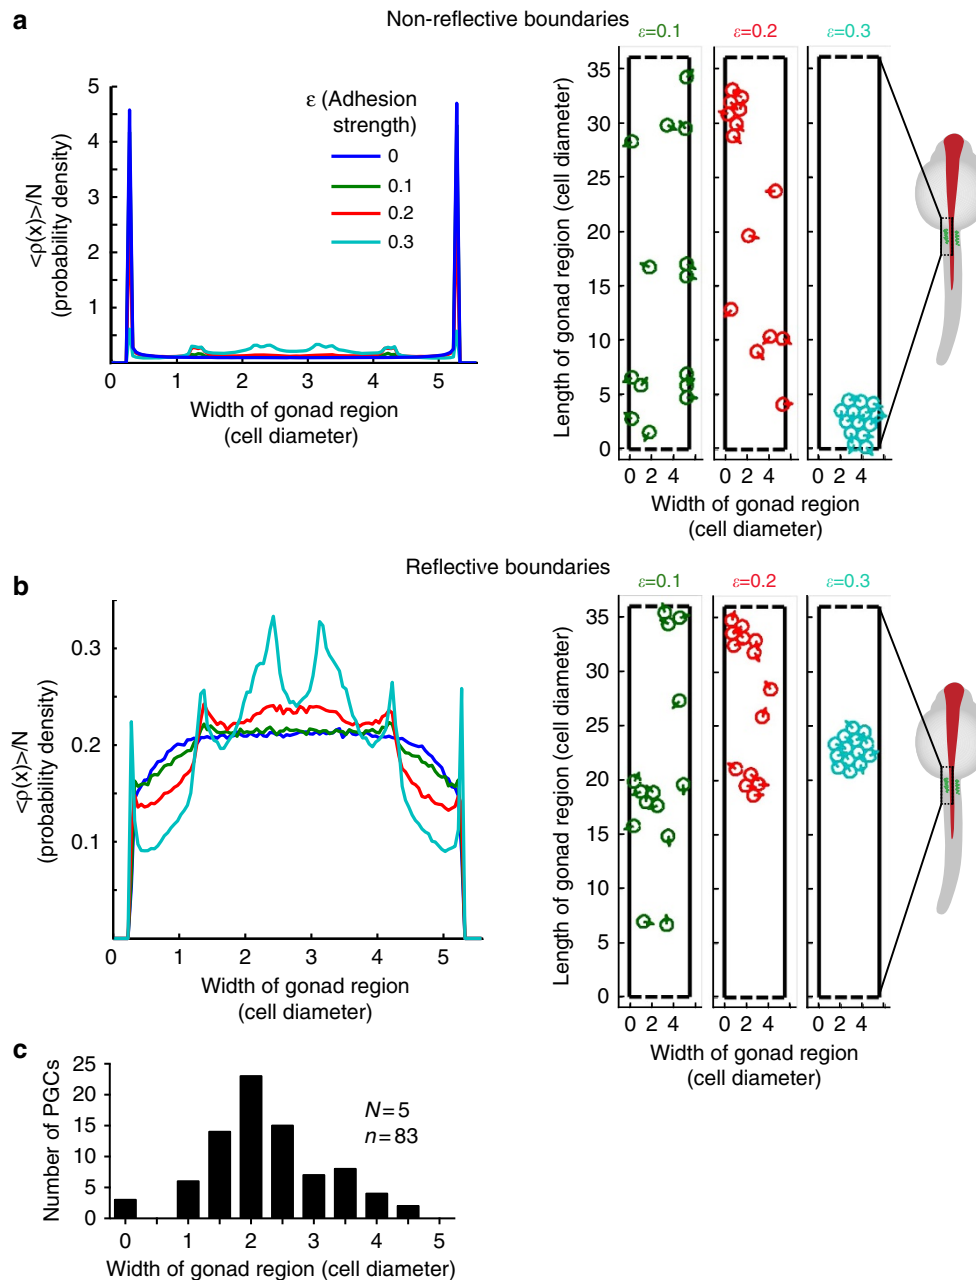 a
Non-reflective boundaries
<ρ(x)>/N
(probability density)
5
4
3
2
1
0 1 2 3 4 5
Width of gonad region
(cell diameter)
ε (Adhesion
strength)
0
0.1
0.2
0.3
ε=0.1 ε=0.2 ε=0.3
Length of gonad region (cell diameter)
35
30
25
20
15
10
5
0
0 2 4 0 2 4 0 2 4
Width of gonad region
(cell diameter)
b
Reflective boundaries
<ρ(x)>/N
(probability density)
0.3
0.2
0.1
0 1 2 3 4 5
Width of gonad region
(cell diameter)
ε=0.1 ε=0.2 ε=0.3
Length of gonad region (cell diameter)
35
30
25
20
15
10
5
0
0 2 4 0 2 4 0 2 4
Width of gonad region
(cell diameter)
c
Number of PGCs
25
20
15
10
5
0
N=5
n=83
0 1 2 3 4 5
Width of gonad region (cell diameter)